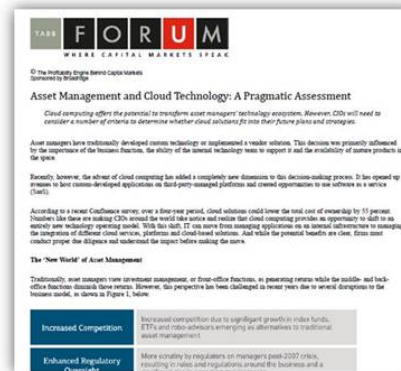 TABB FORUM
WHERE CAPITAL MARKETS SPEAK
© The Profitability Engine Behind Capital Markets
Sponsored by Broadridge
Asset Management and Cloud Technology: A Pragmatic Assessment
Cloud computing offers the potential to transform asset managers' technology ecosystem. However, CIOs will need to
consider a number of criteria to determine whether cloud solutions fit into their future plans and strategies.
Asset managers have traditionally developed custom technology or implemented a vendor solution. This decision was primarily influenced
by the importance of the business function, the ability of the internal technology team to support it and the availability of mature products in
the space.
Recently, however, the advent of cloud computing has added a completely new dimension to this decision-making process. It has opened up
avenues to host custom-developed applications on third-party-managed platforms and created opportunities to use software as a service
(SaaS).
According to a recent Confluence survey, over a four-year period, cloud solutions could lower the total cost of ownership by 55 percent.
Numbers like these are making CIOs around the world take notice and realize that cloud computing provides an opportunity to shift to an
entirely new technology operating model. With this shift, IT can move from managing applications on an internal infrastructure to managing
the integration of different cloud services, platforms and cloud-based solutions. And while the potential benefits are clear, firms must
conduct proper due diligence and understand the impact before making the move.
The 'New World' of Asset Management
Traditionally, asset managers view investment management, or front-office functions, as generating returns while the middle- and back-
office functions diminish those returns. However, this perspective has been challenged in recent years due to several disruptions to the
business model, as shown in Figure 1, below.
Increased Competition
Increased competition due to significant growth in index funds,
ETFs and robo-advisors emerging as alternatives to traditional
asset management
Enhanced Regulatory
Oversight
More scrutiny by regulators on managers post-2007 crisis,
resulting in rules and regulations around the business and a